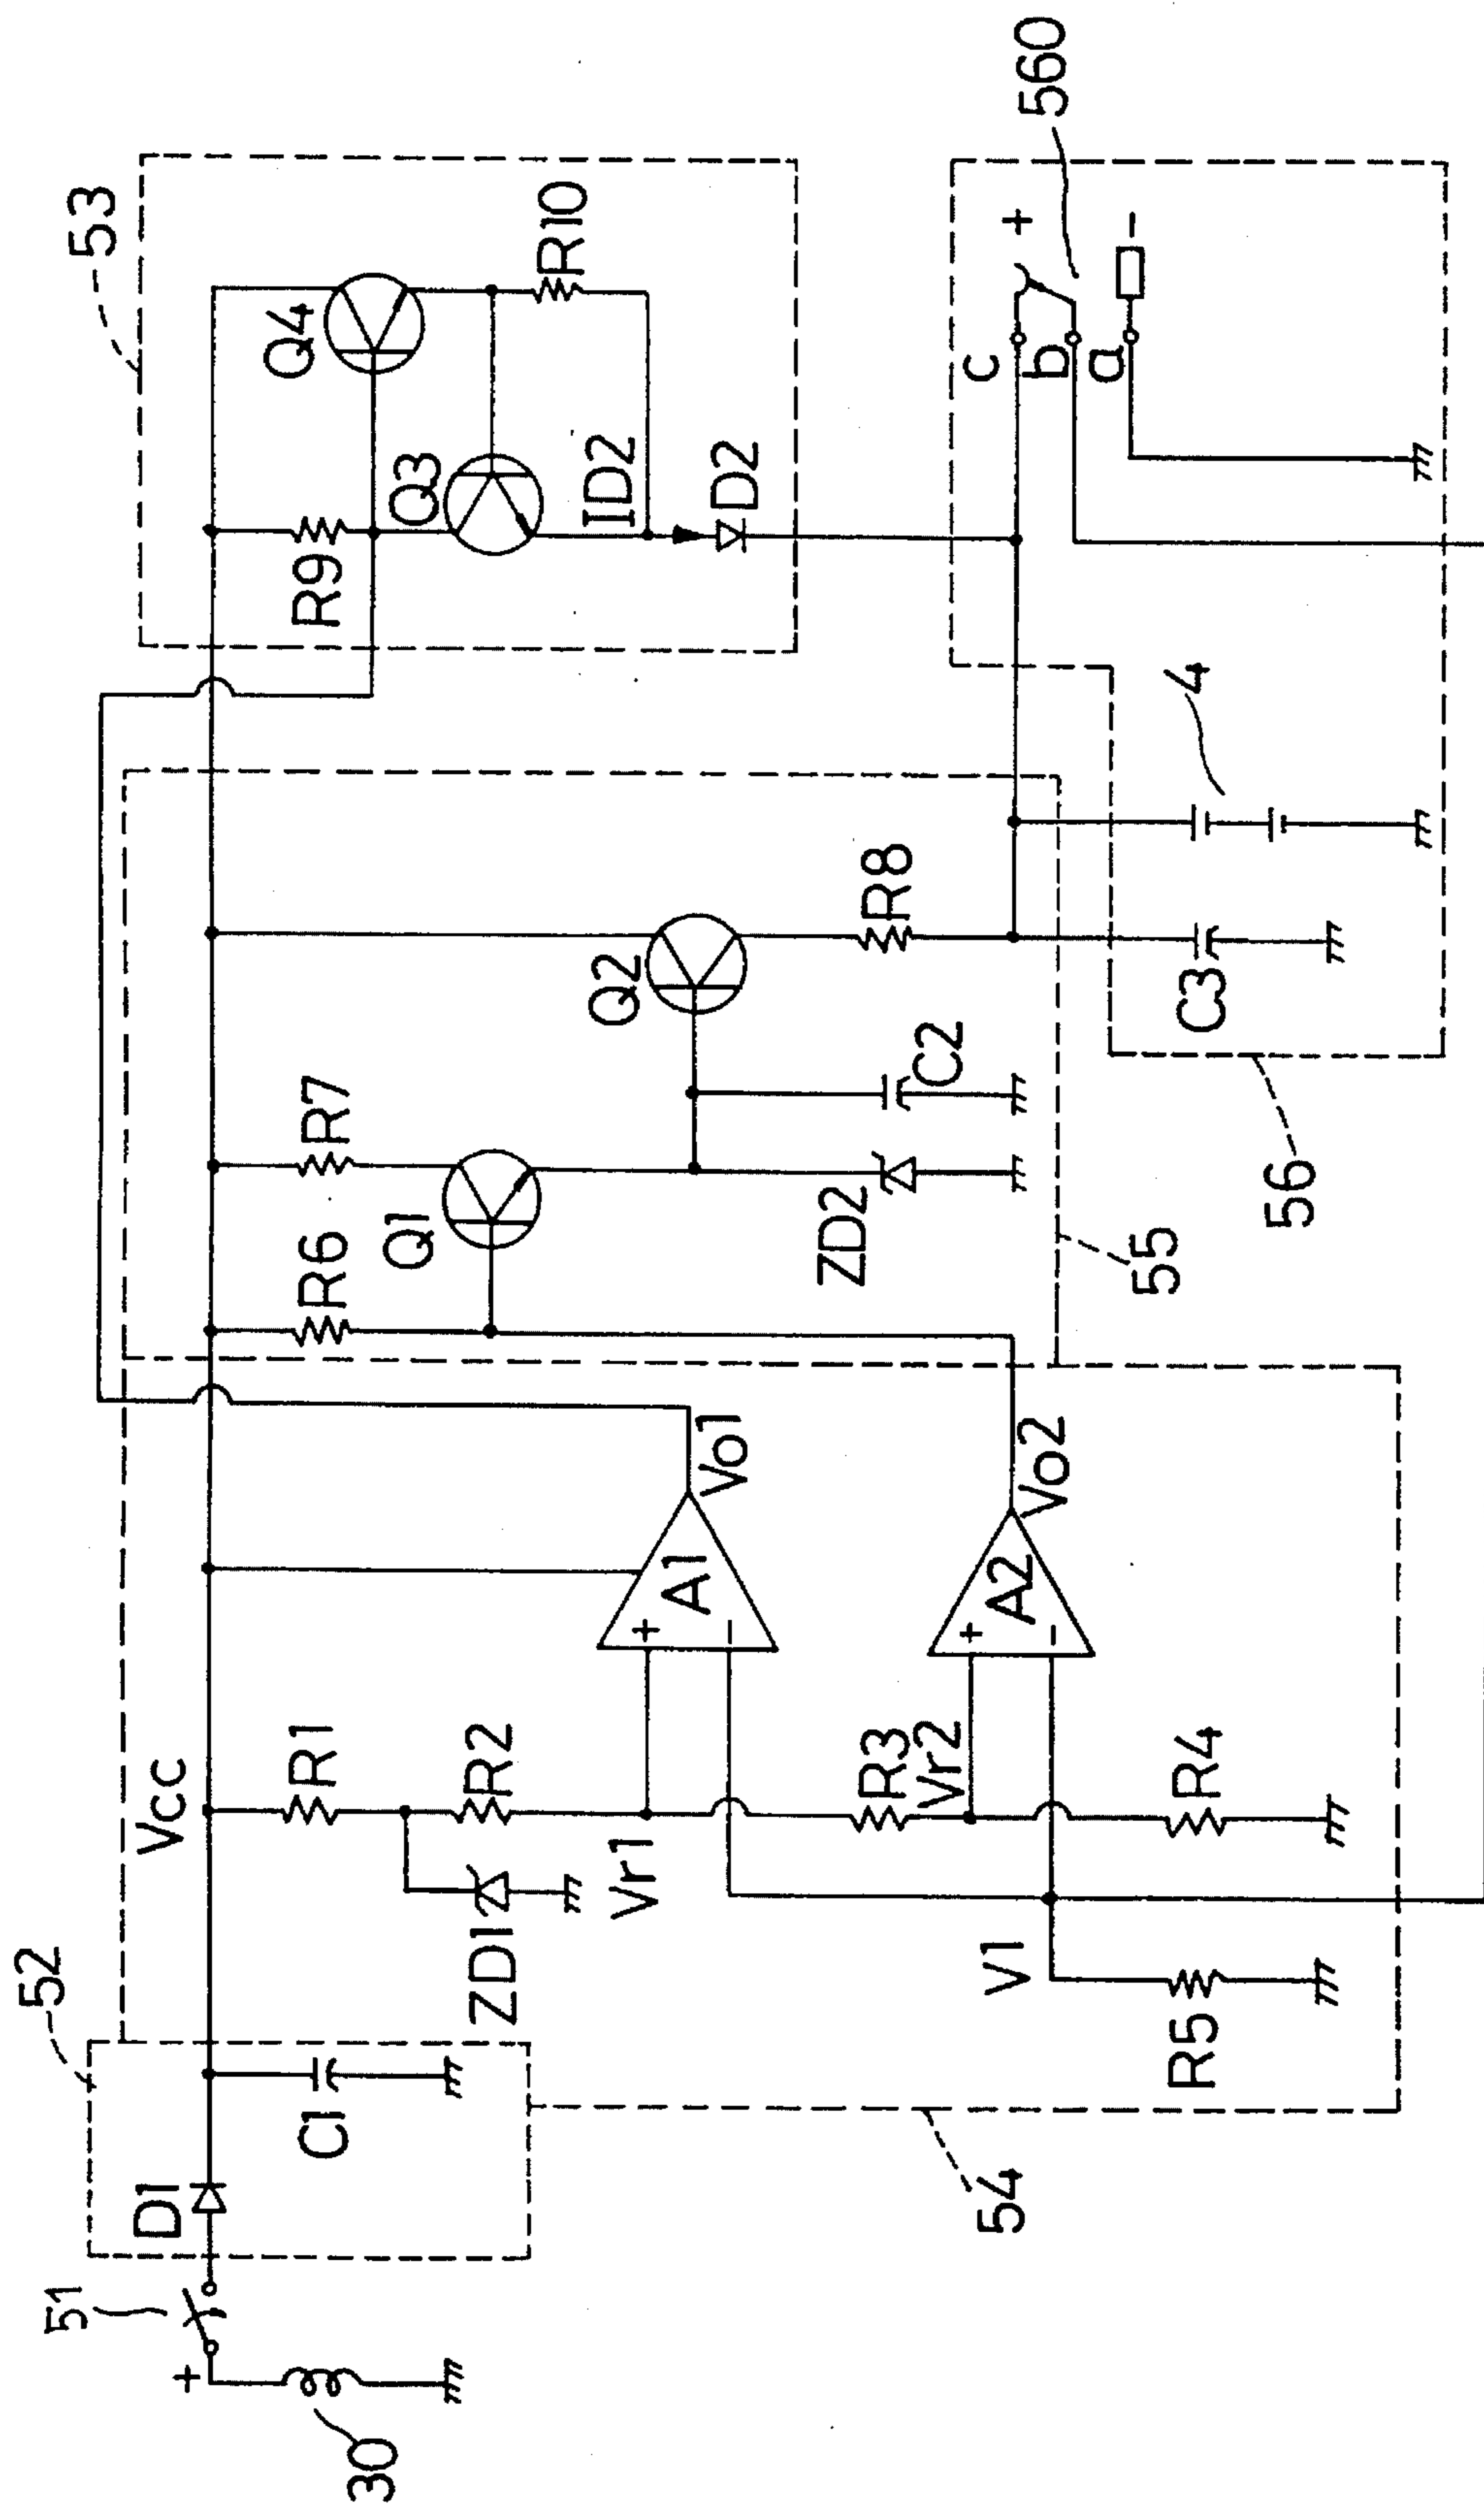 53
Q4
R10
R9
Q3
ID2
D2
560
+
-
c
b
a
4
R7
R6
Q1
Q2
R8
C2
ZD2
C3
56
55
Vcc
R1
R2
ZD1
Vr1
+
-
A1
Vo1
R3
Vr2
+
-
A2
Vo2
R4
V1
R5
54
52
D1
C1
51
+
30